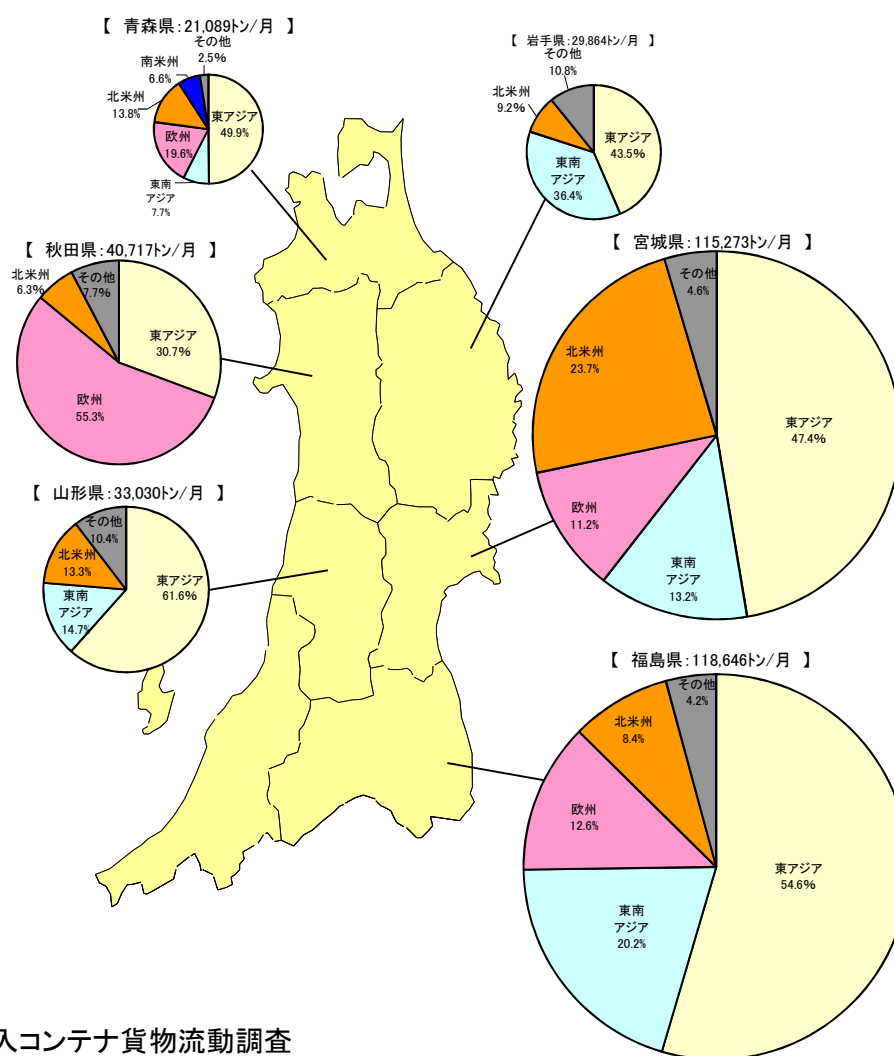 【 青森県:21,089トン/月 】
その他
2.5%
南米州
6.6%
北米州
13.8%
東アジア
49.9%
欧州
19.6%
東南
アジア
7.7%
【 岩手県:29,864トン/月 】
その他
10.8%
北米州
9.2%
東アジア
43.5%
東南
アジア
36.4%
【 秋田県:40,717トン/月 】
北米州
6.3%
その他
7.7%
東アジア
30.7%
欧州
55.3%
【 宮城県:115,273トン/月 】
その他
4.6%
北米州
23.7%
東アジア
47.4%
欧州
11.2%
東南
アジア
13.2%
【 山形県:33,030トン/月 】
その他
10.4%
北米州
13.3%
東アジア
61.6%
東南
アジア
14.7%
【 福島県:118,646トン/月 】
その他
4.2%
北米州
8.4%
欧州
12.6%
東アジア
54.6%
東南
アジア
20.2%
入コンテナ貨物流動調査